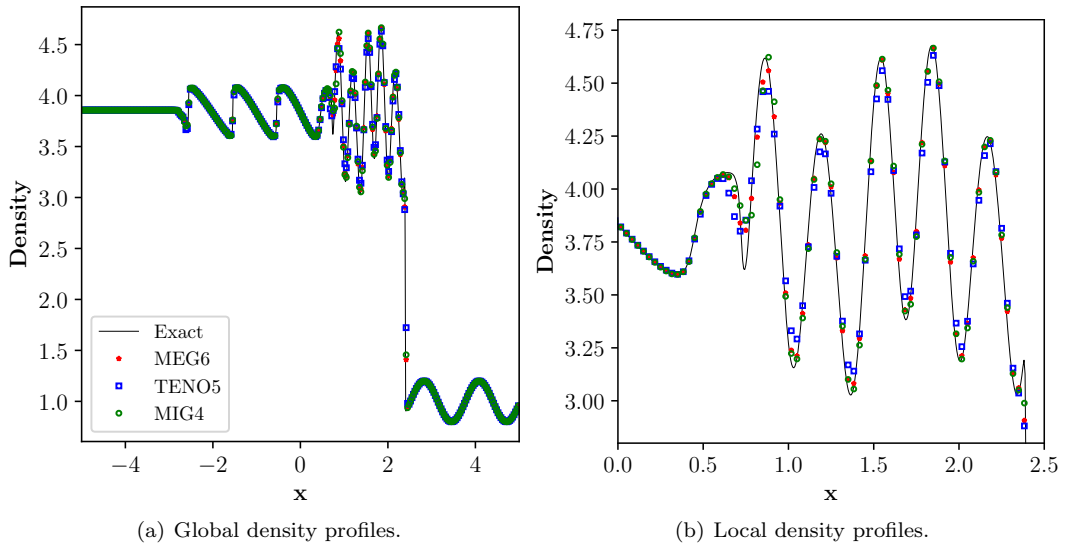 4.5
4.0
3.5
3.0
2.5
2.0
1.5
1.0
Density
Exact
MEG6
TENO5
MIG4
−4
−2
0
2
4
x
(a) Global density profiles.
4.75
4.50
4.25
4.00
3.75
3.50
3.25
3.00
Density
0.0
0.5
1.0
1.5
2.0
2.5
x
(b) Local density profiles.